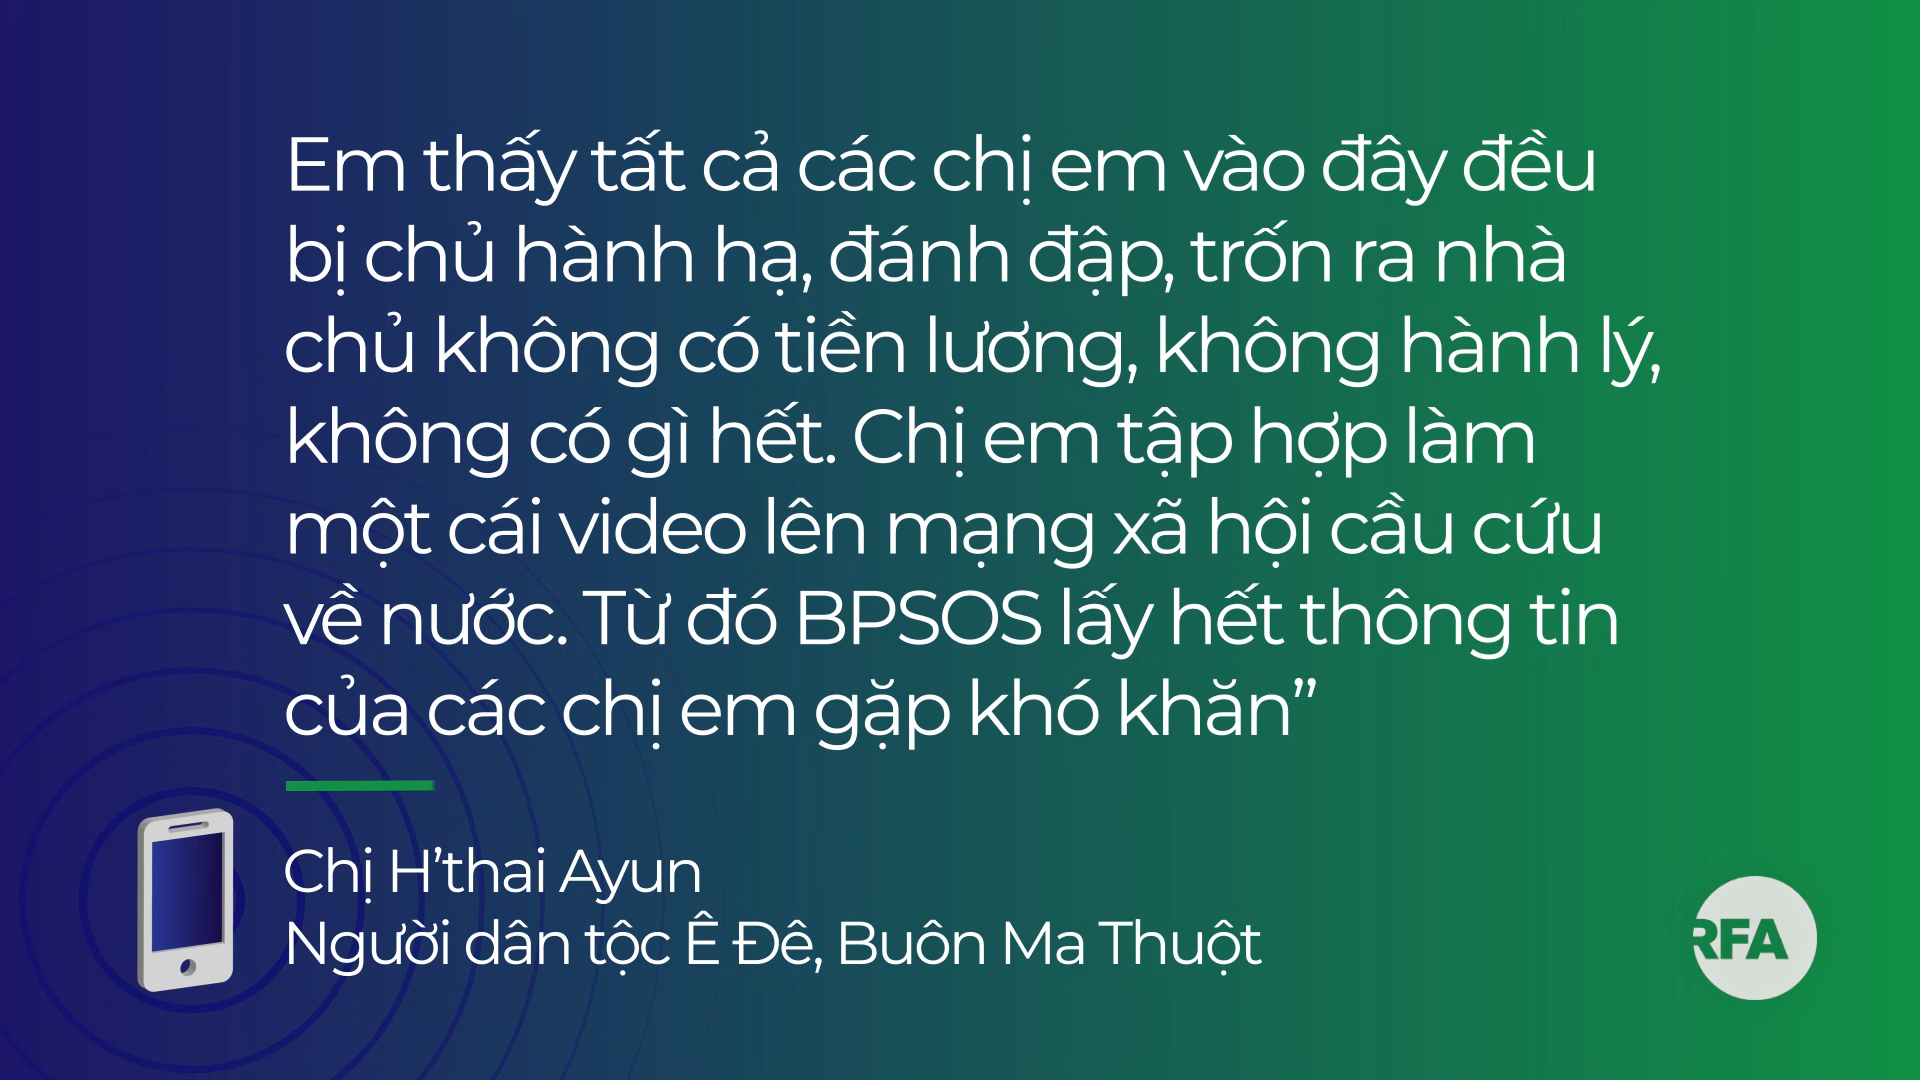 Em thấy tất cả các chị em vào đây đều
bị chủ hành hạ, đánh đập, trốn ra nhà
chủ không có tiền lương, không hành lý,
không có gì hết. Chị em tập hợp làm
một cái video lên mạng xã hội cầu cứu
về nước. Từ đó BPSOS lấy hết thông tin
của các chị em gặp khó khăn”
Chị H’thai Ayun
Người dân tộc Ê Đê, Buôn Ma Thuột
RFA